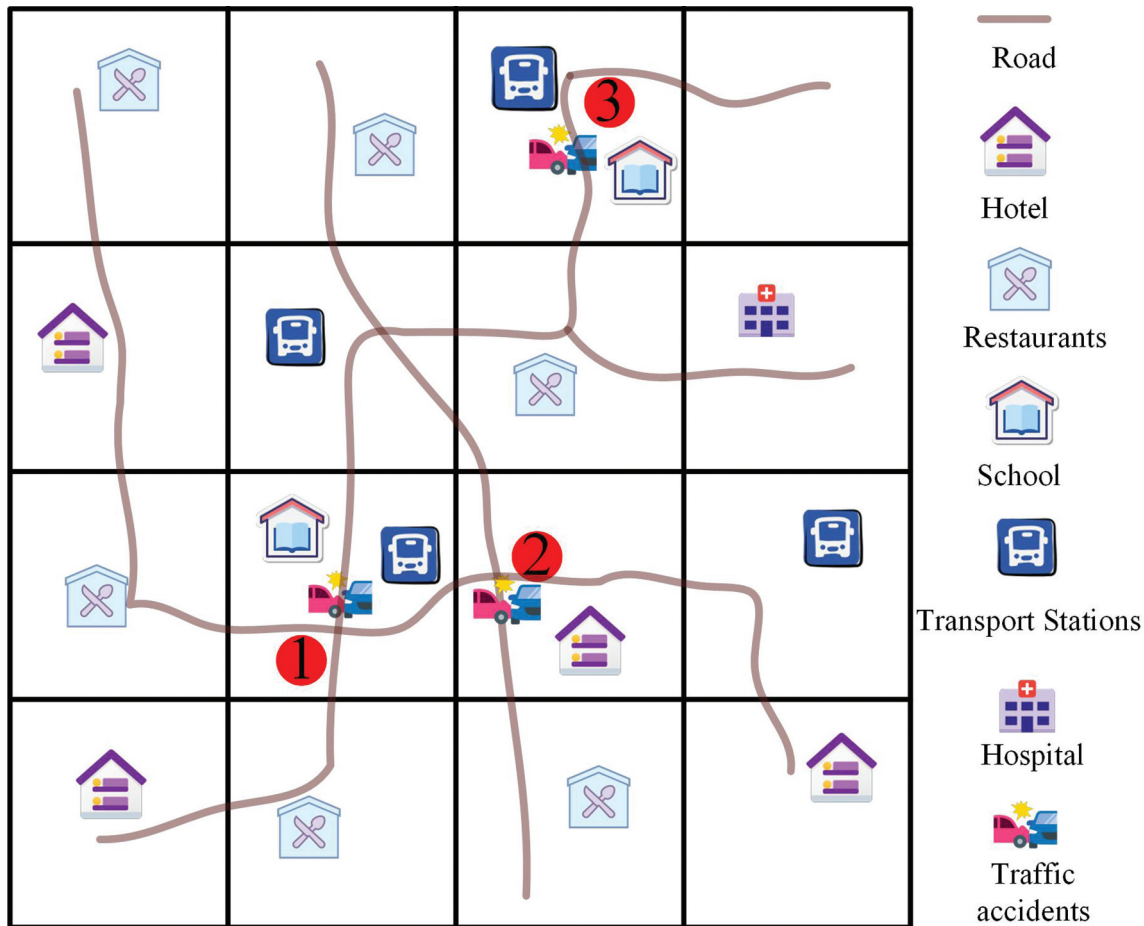 3
2
1
Road
Hotel
Restaurants
School
Transport Stations
Hospital
Traffic
accidents